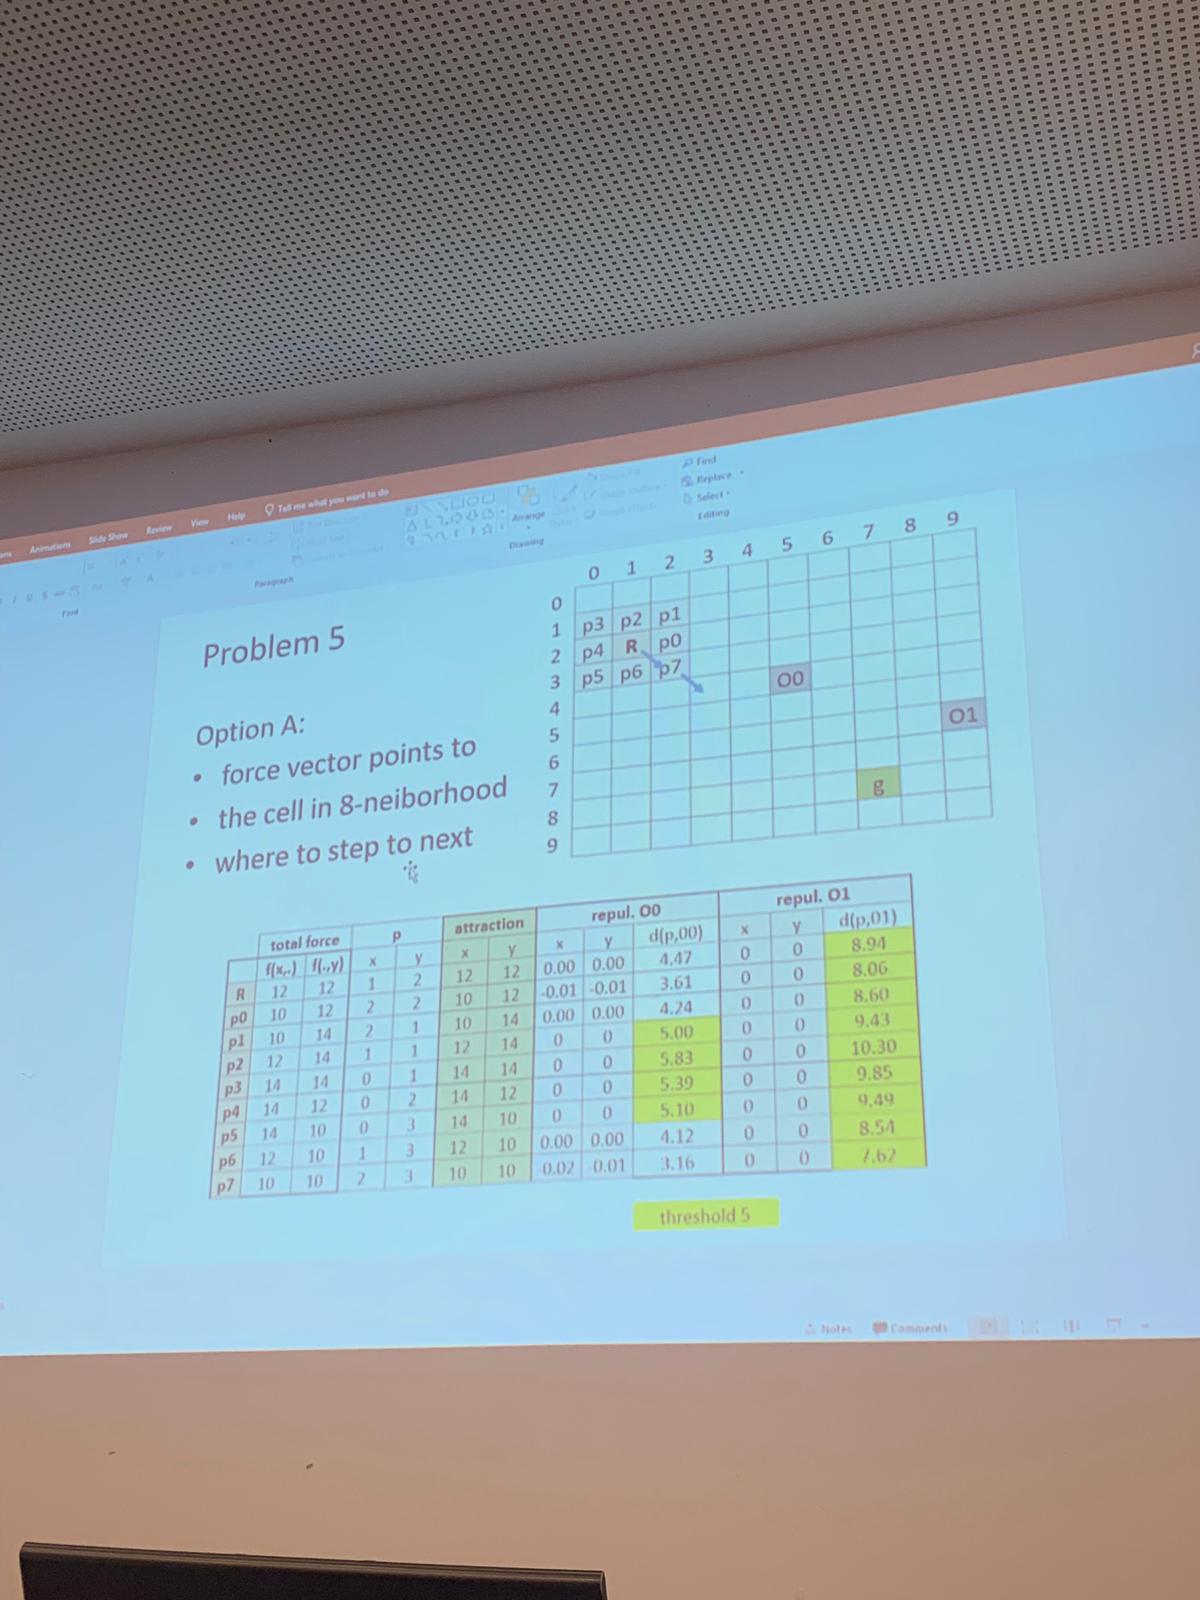 Animations Slide Show Review View Help Tell me what you want to do
Find
Replace
Select
Arrange
Editing
Drawing
Paragraph
Font
Problem 5
Option A:
• force vector points to
• the cell in 8-neiborhood
• where to step to next
0 1 2 3 4 5 6 7 8 9
0
1 p3 p2 p1
2 p4 R p0
3 p5 p6 p7 O0
4
5 O1
6
7 g
8
9
total force p attraction repul. O0 repul. O1
f(x,.) f(.,y) x y x y x y d(p,00) x y d(p,01)
R 12 12 1 2 12 12 0.00 0.00 4.47 0 0 8.94
p0 10 12 2 2 10 12 -0.01 -0.01 3.61 0 0 8.06
p1 10 14 2 1 10 14 0.00 0.00 4.24 0 0 8.60
p2 12 14 1 1 12 14 0 0 5.00 0 0 9.43
p3 14 14 0 1 14 14 0 0 5.83 0 0 10.30
p4 14 12 0 2 14 12 0 0 5.39 0 0 9.85
p5 14 10 0 3 14 10 0 0 5.10 0 0 9.49
p6 12 10 1 3 12 10 0.00 0.00 4.12 0 0 8.54
p7 10 10 2 3 10 10 -0.02 -0.01 3.16 0 0 7.62
threshold 5
Notes Comments